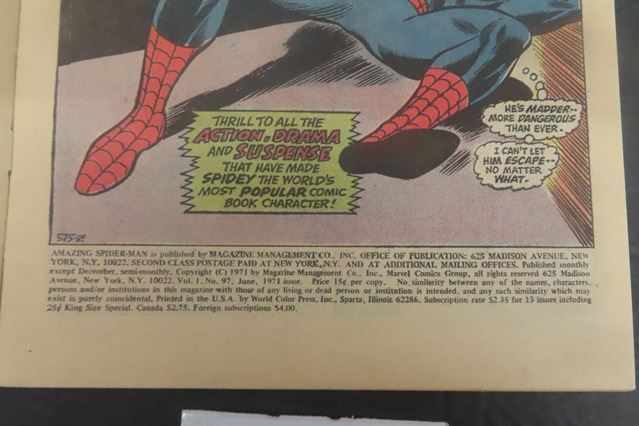 THRILL TO ALL THE
ACTION, DRAMA
AND SUSPENSE
THAT HAVE MADE
SPIDEY THE WORLD'S
MOST POPULAR COMIC
BOOK CHARACTER!
HE'S MADDER--
MORE DANGEROUS
THAN EVER.
I CAN'T LET
HIM ESCAPE--
NO MATTER
WHAT-
575-Z
AMAZING SPIDER-MAN is published by MAGAZINE MANAGEMENT CO., INC. OFFICE OF PUBLICATION: 625 MADISON AVENUE, NEW
YORK, N.Y. 10022. SECOND CLASS POSTAGE PAID AT NEW YORK, N.Y. AND AT ADDITIONAL MAILING OFFICES. Published monthly
except December, semi-monthly. Copyright (C) 1971 by Magazine Management Co., Inc., Marvel Comics Group, all rights reserved 625 Madison
Avenue, New York, N.Y. 10022. Vol. 1, No. 97, June, 1971 issue. Price 15¢ per copy. No similarity between any of the names, characters,
persons and/or institutions in this magazine with those of any living or dead person or institution is intended, and any such similarity which may
exist is purely coincidental. Printed in the U.S.A. by World Color Press, Inc., Sparta, Illinois 62286. Subscription rate $2.35 for 13 issues including
25¢ King Size Special. Canada $2.75. Foreign subscriptions $4.00.